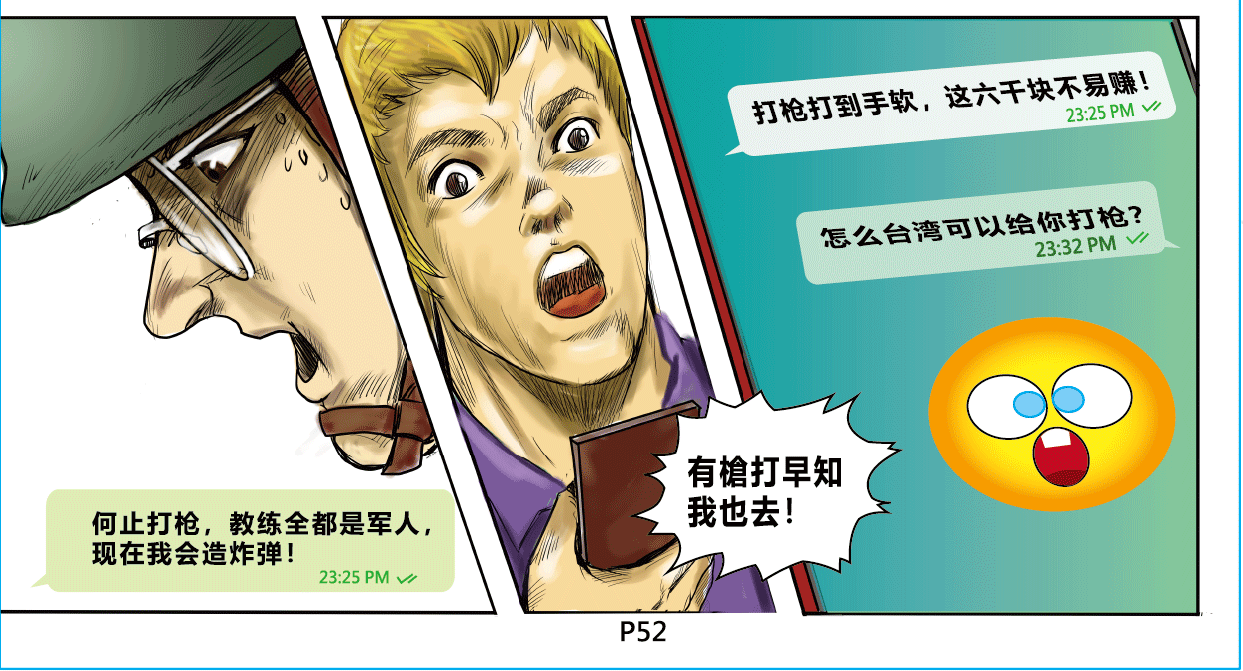 打枪打到手软，这六千块不易赚！
23:25 PM
怎么台湾可以给你打枪？
23:32 PM
有槍打早知
我也去！
何止打枪，教练全都是军人，
现在我会造炸弹！
23:25 PM
P52